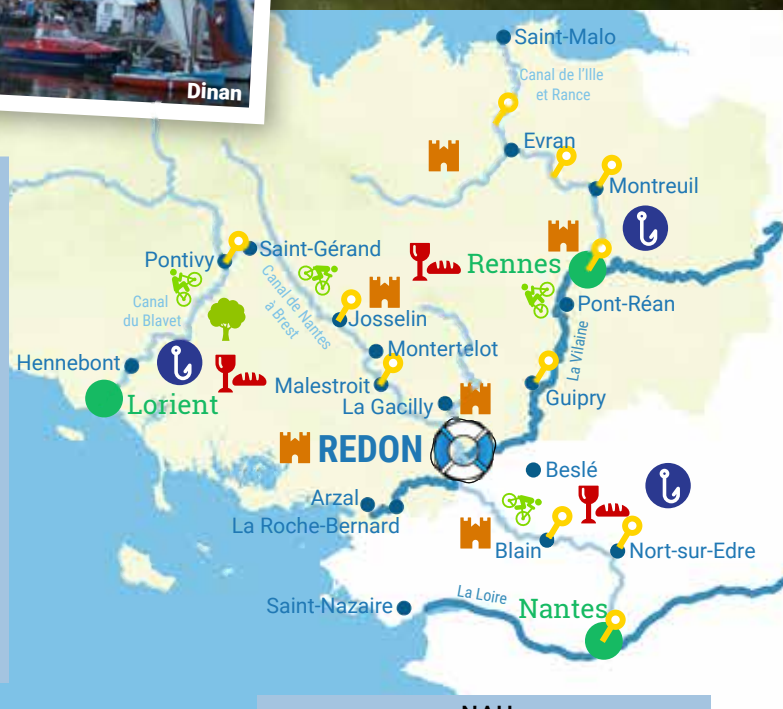 Dinan
Saint-Malo
Canal de l'Ille
et Rance
Evran
Montreuil
Rennes
Pontivy
Saint-Gérand
Canal
du Blavet
Canal de Nantes
à Brest
Josselin
Pont-Réan
La Vilaine
Montertelot
Hennebont
Malestroit
Lorient
La Gacilly
Guipry
REDON
Beslé
Arzal
La Roche-Bernard
Blain
Nort-sur-Edre
Saint-Nazaire
La Loire
Nantes